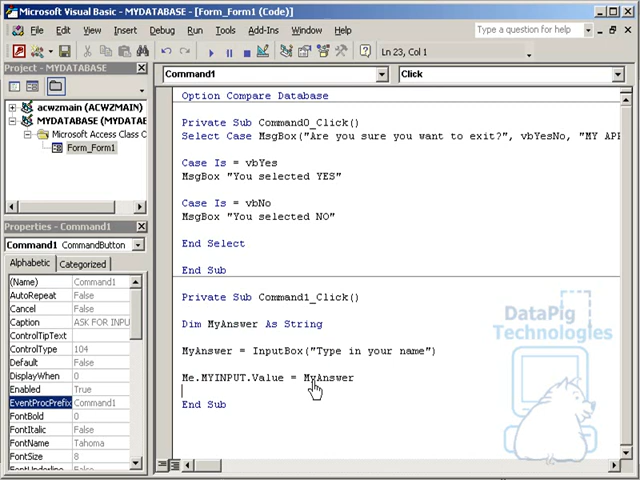 Microsoft Visual Basic - MYDATABASE - [Form_Form1 (Code)]
File Edit View Insert Debug Run Tools Add-Ins Window Help
Type a question for help
Ln 23, Col 1
Project - MYDATABASE
acwzmain (ACWZMAIN)
MYDATABASE (MYDATA
Microsoft Access Class C
Form_Form1
Properties - Command1
Command1 CommandButton
Alphabetic Categorized
(Name) Command1
AutoRepeat False
Cancel False
Caption ASK FOR INPU
ControlTipText
ControlType 104
Default False
DisplayWhen 0
Enabled True
EventProcPrefix Command1
FontBold 0
FontItalic False
FontName Tahoma
FontSize 8
FontUnderline False
Command1 Click
Option Compare Database
Private Sub Command0_Click()
Select Case MsgBox("Are you sure you want to exit?", vbYesNo, "MY APP
Case Is = vbYes
MsgBox "You selected YES"
Case Is = vbNo
MsgBox "You selected NO"
End Select
End Sub
Private Sub Command1_Click()
Dim MyAnswer As String
MyAnswer = InputBox("Type in your name")
Me.MYINPUT.Value = MyAnswer
End Sub
DataPig
Technologies